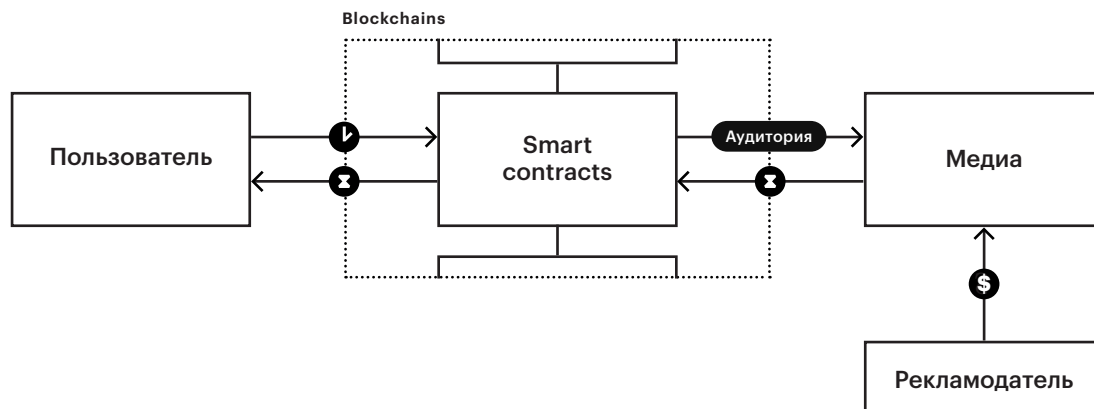 Blockchains
Пользователь
Smart
contracts
Аудитория
Медиа
$
Рекламодатель